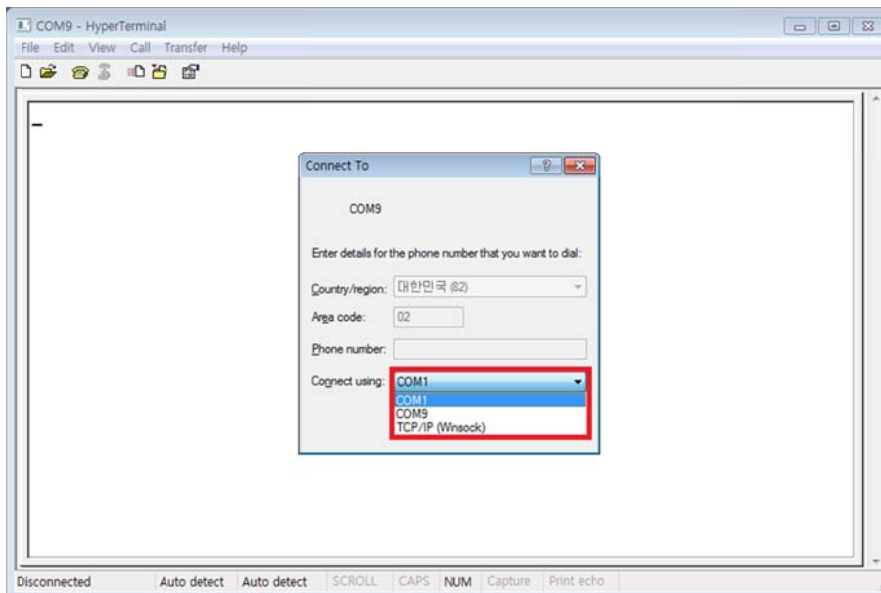 COM9 - HyperTerminal
File Edit View Call Transfer Help
Connect To
COM9
Enter details for the phone number that you want to dial:
Country/region: 대한민국 (82)
Area code: 02
Phone number:
Connect using: COM1
COM1
COM9
TCP/IP (Winsock)
Disconnected Auto detect Auto detect SCROLL CAPS NUM Capture Print echo